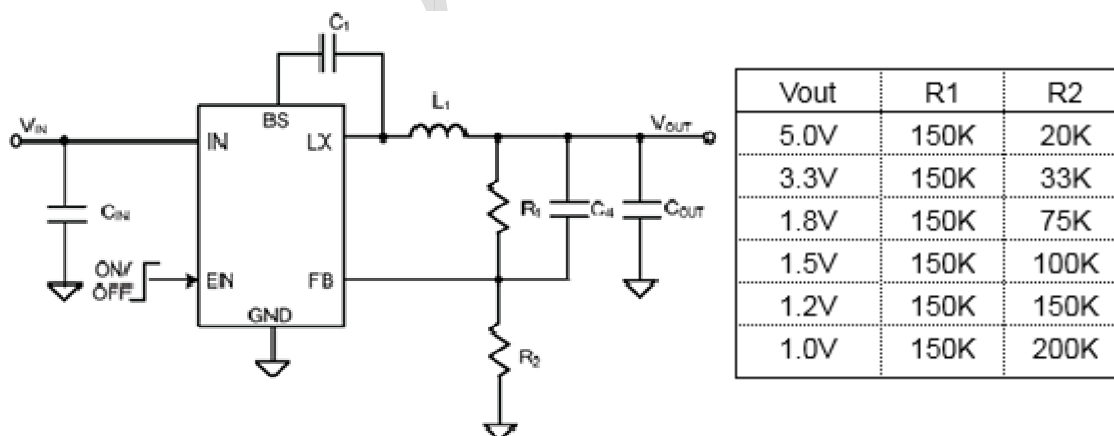 C1
BS
L1
VIN
IN
LX
VOUT
CIN
R1
C4
COUT
ON/
OFF
EN
FB
GND
R2
Vout R1 R2
5.0V 150K 20K
3.3V 150K 33K
1.8V 150K 75K
1.5V 150K 100K
1.2V 150K 150K
1.0V 150K 200K